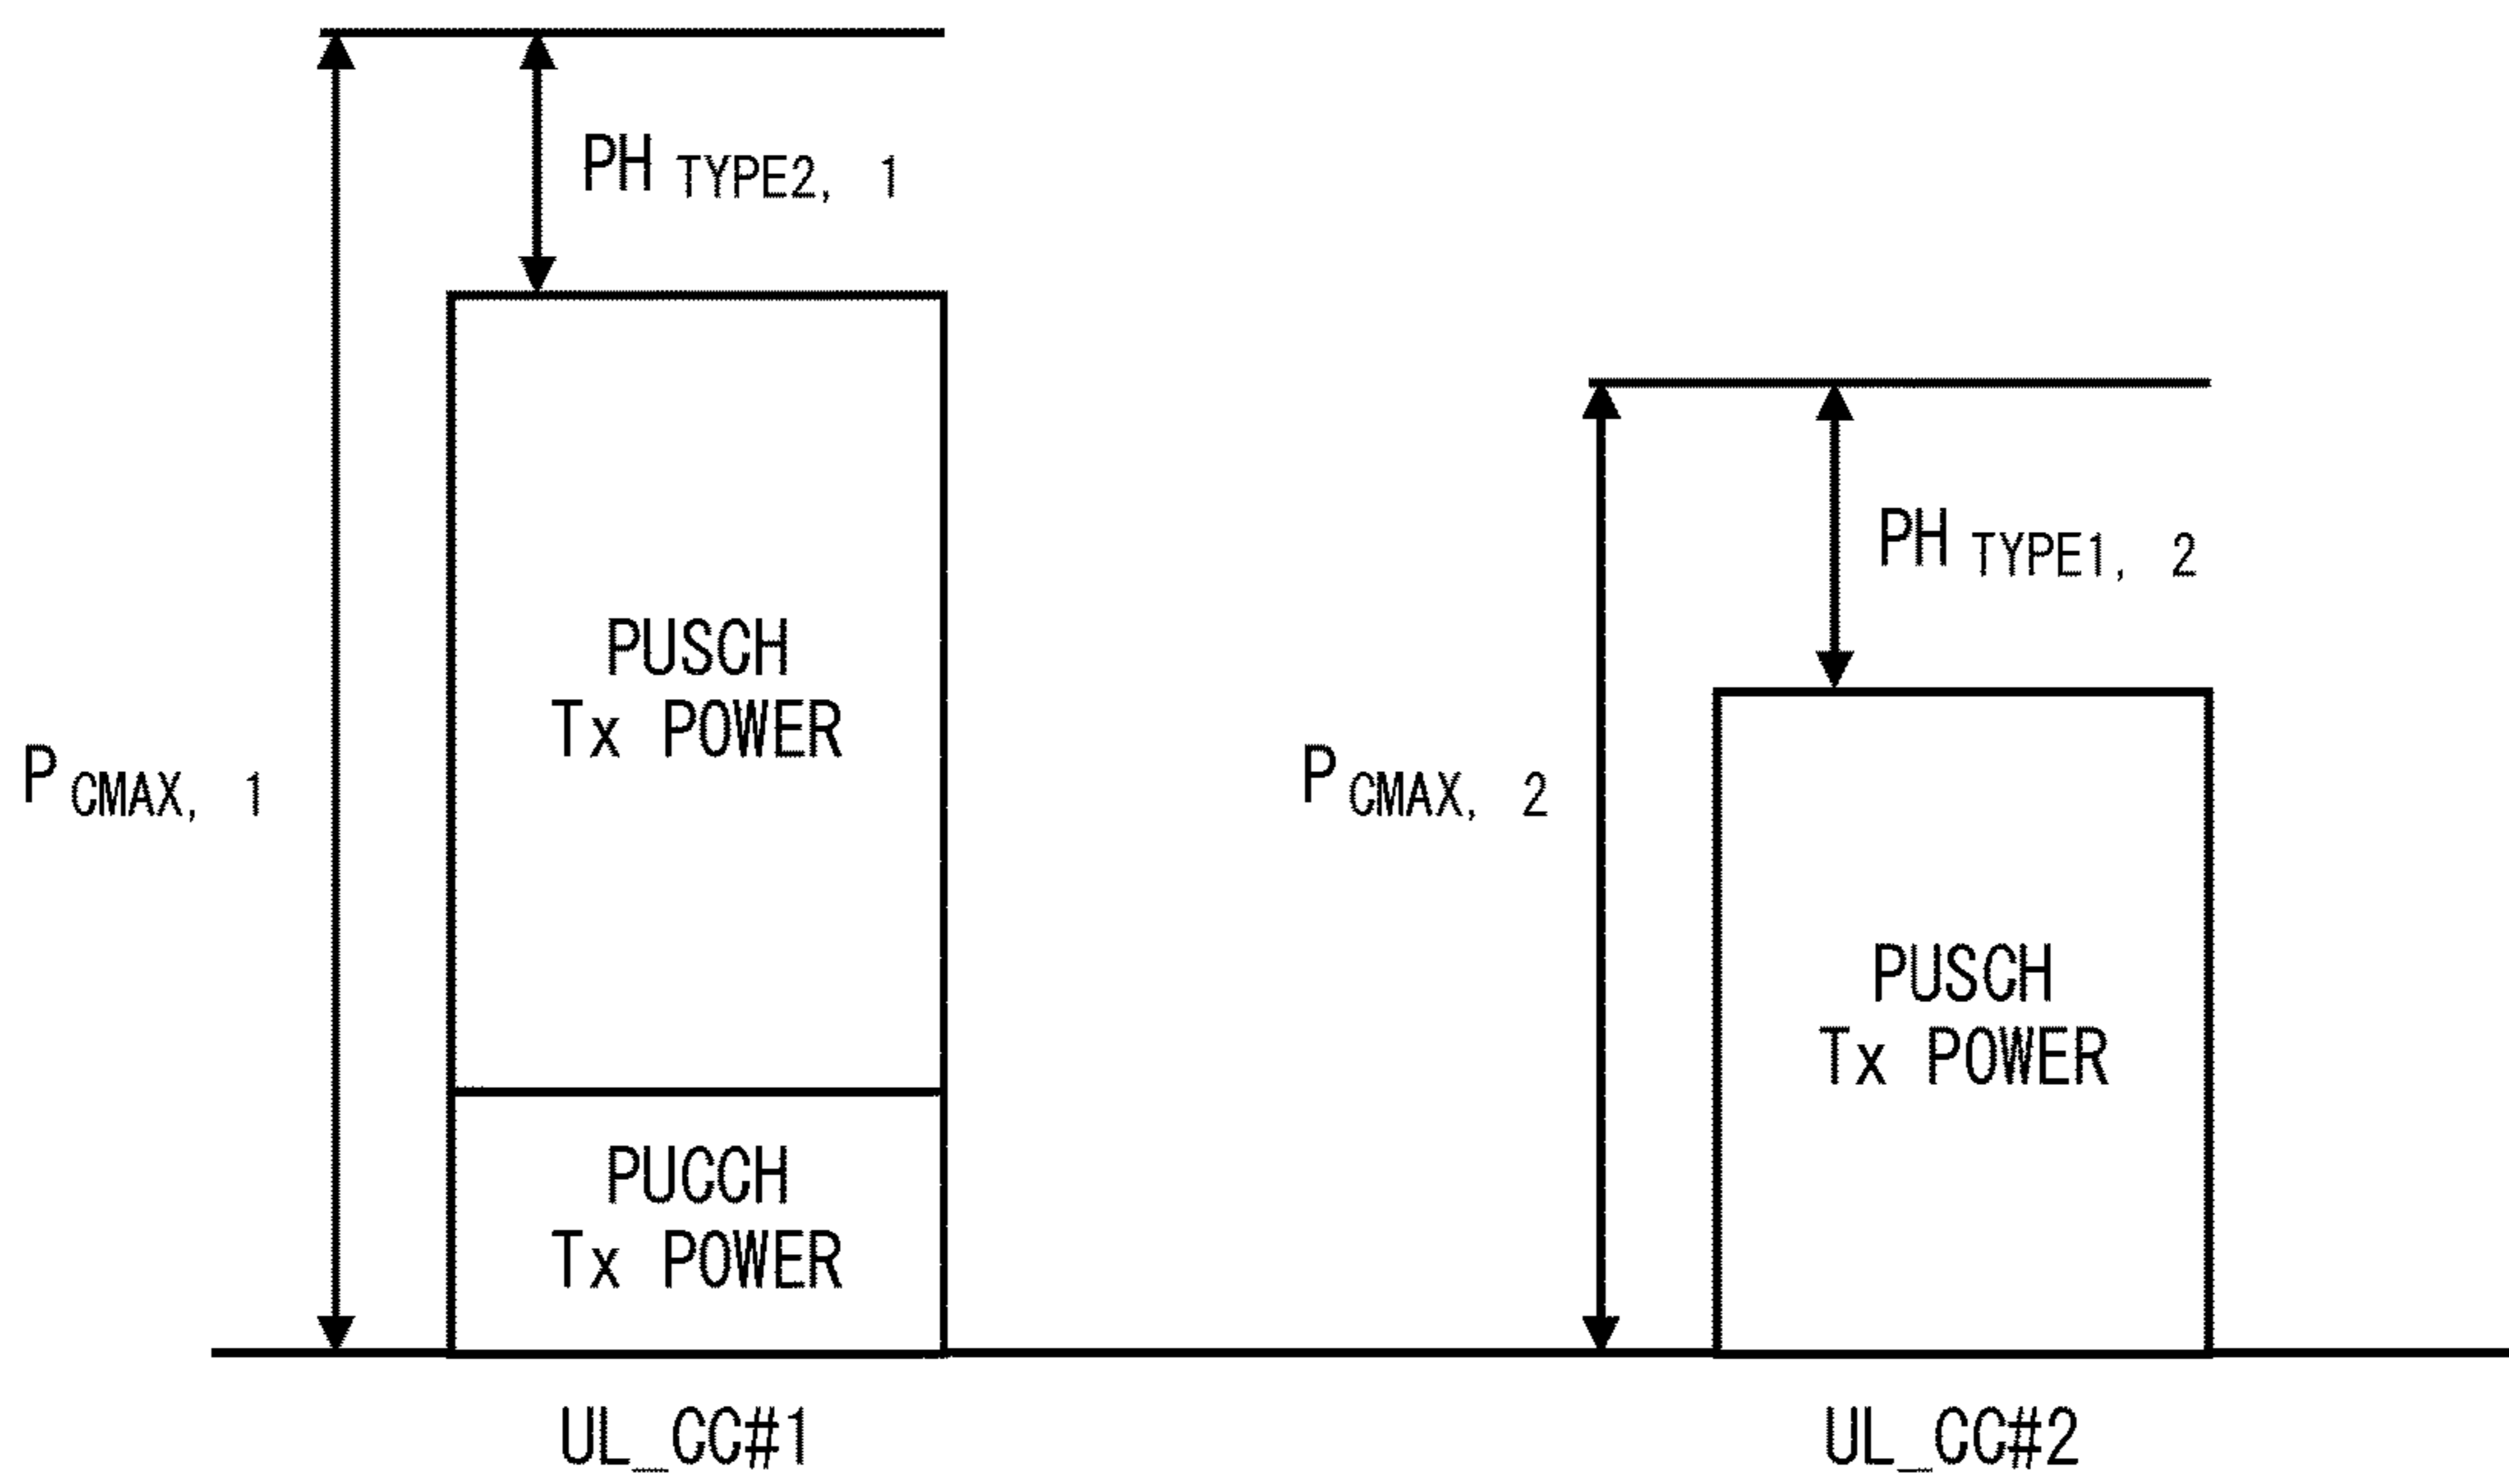 PH TYPE2, 1
PUSCH
Tx POWER
P CMAX, 1
PUCCH
Tx POWER
UL_CC#1
PH TYPE1, 2
P CMAX, 2
PUSCH
Tx POWER
UL_CC#2